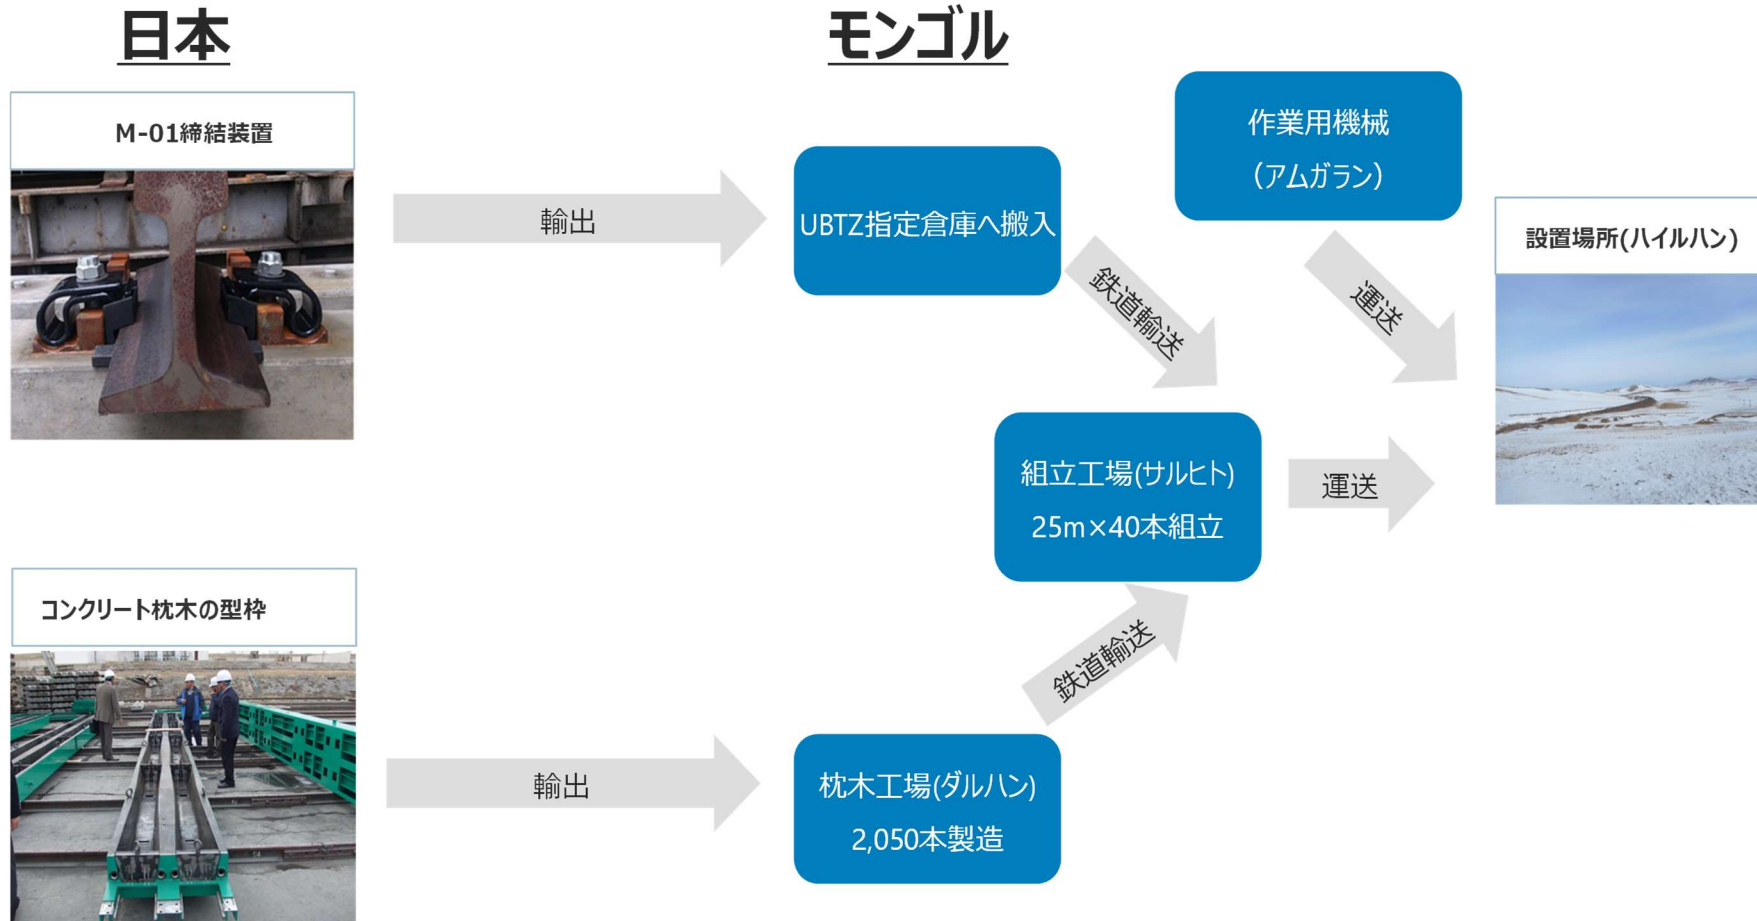 日本
モンゴル
M-01締結装置
輸出
UBTZ指定倉庫へ搬入
作業用機械
（アムガラン）
鉄道輸送
運送
設置場所(ハイルハン)
組立工場(サルヒト)
25m×40本組立
運送
コンクリート枕木の型枠
輸出
枕木工場(ダルハン)
2,050本製造
鉄道輸送